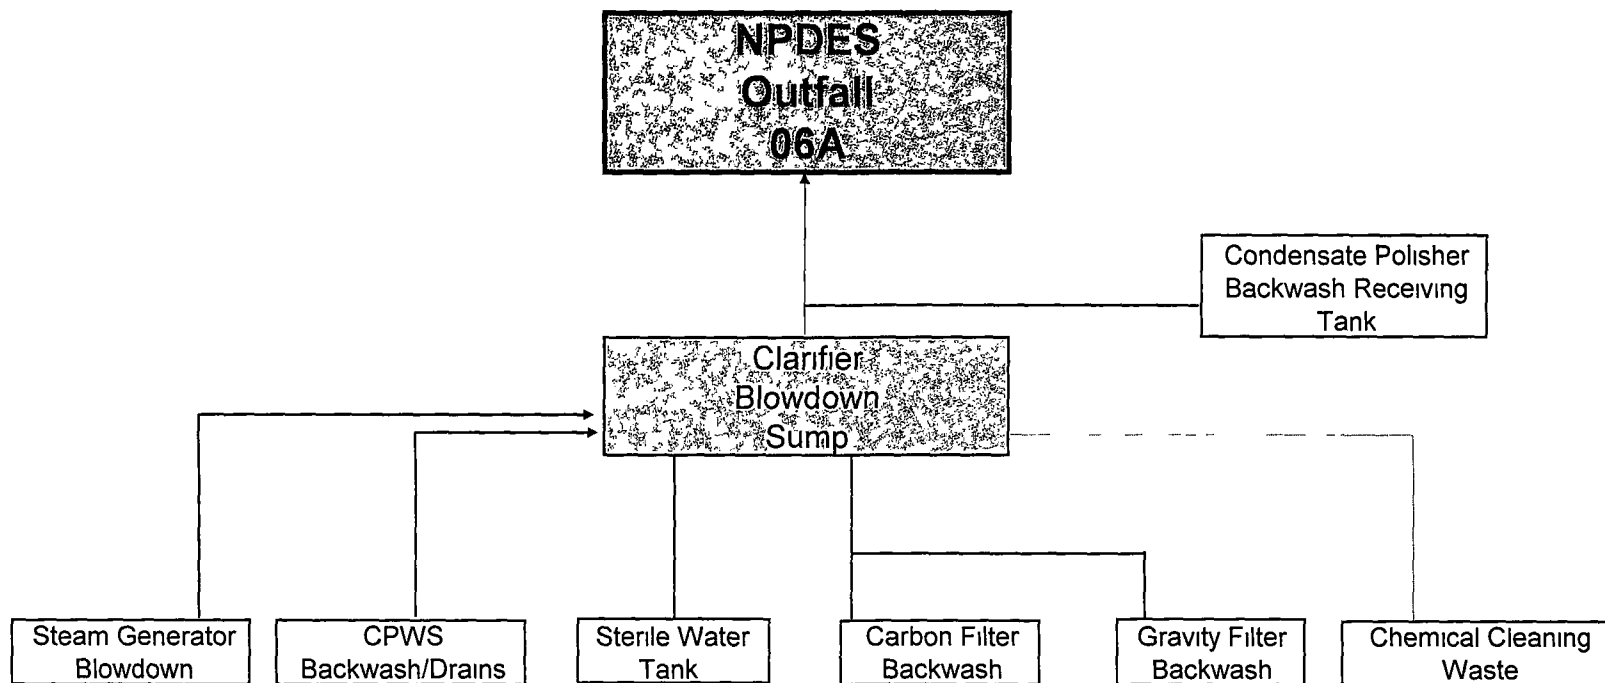 NPDES
Outfall
06A
Condensate Polisher
Backwash Receiving
Tank
Clarifier
Blowdown
Sump
Steam Generator
Blowdown
CPWS
Backwash/Drains
Sterile Water
Tank
Carbon Filter
Backwash
Gravity Filter
Backwash
Chemical Cleaning
Waste